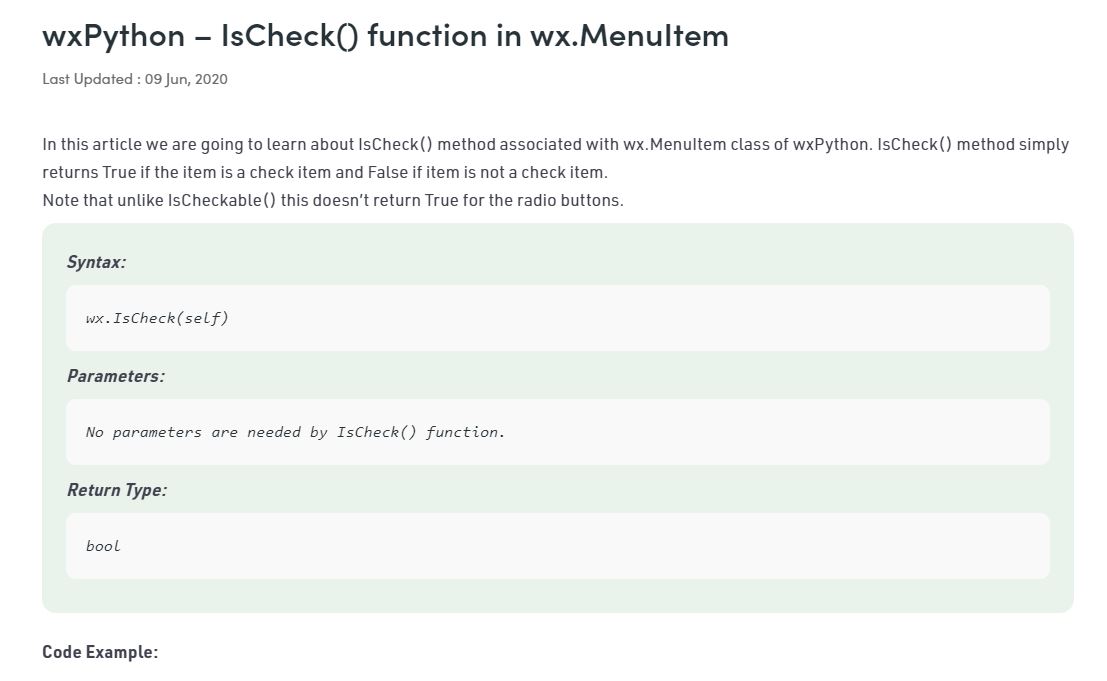 wxPython – IsCheck() function in wx.MenuItem
Last Updated : 09 Jun, 2020
In this article we are going to learn about IsCheck() method associated with wx.MenuItem class of wxPython. IsCheck() method simply
returns True if the item is a check item and False if item is not a check item.
Note that unlike IsCheckable() this doesn’t return True for the radio buttons.
Syntax:
wx.IsCheck(self)
Parameters:
No parameters are needed by IsCheck() function.
Return Type:
bool
Code Example: